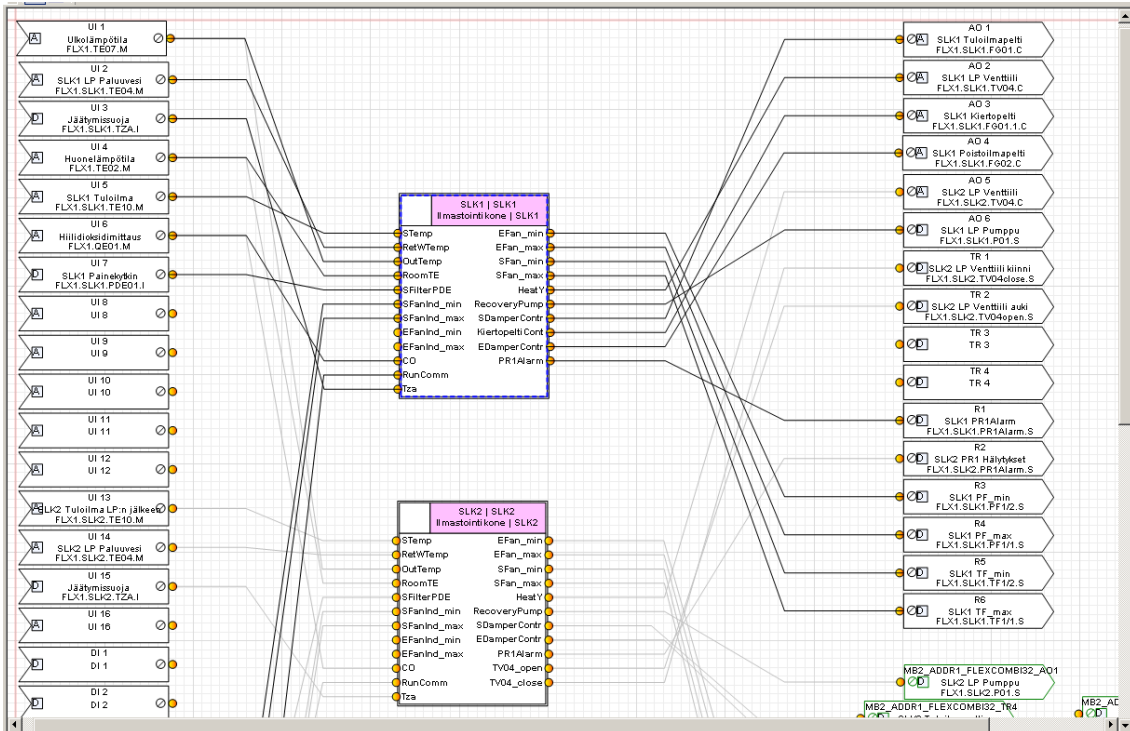 UI 1
A
Ulkolämpötila
FLX1.TE07.M
UI 2
A
SLK1 LP Paluuvesi
FLX1.SLK1.TE04.M
UI 3
D
Jäätymissuoja
FLX1.SLK1.TZA.I
UI 4
A
Huonelämpötila
FLX1.TE02.M
UI 5
A
SLK1 Tuloilma
FLX1.SLK1.TE10.M
UI 6
A
Hiilidioksidimittaus
FLX1.QE01.M
UI 7
D
SLK1 Painekytkin
FLX1.SLK1.PDE01.I
UI 8
A
UI 8
UI 9
A
UI 9
UI 10
A
UI 10
UI 11
A
UI 11
UI 12
A
UI 12
UI 13
SLK2 Tuloilma LP:n jälkeen
FLX1.SLK2.TE10.M
UI 14
A
SLK2 LP Paluuvesi
FLX1.SLK2.TE04.M
UI 15
D
Jäätymissuoja
FLX1.SLK2.TZA.I
UI 16
A
UI 16
DI 1
D
DI 1
DI 2
D
DI 2
SLK1 | SLK1
Ilmastointikone | SLK1
STemp
RetWTemp
OutTemp
RoomTE
SFilterPDE
SFanInd_min
SFanInd_max
EFanInd_min
EFanInd_max
CO
RunComm
Tza
EFan_min
EFan_max
SFan_min
SFan_max
HeatY
RecoveryPump
SDamperContr
KiertopeltiCont
EDamperContr
PR1Alarm
SLK2 | SLK2
Ilmastointikone | SLK2
STemp
RetWTemp
OutTemp
RoomTE
SFilterPDE
SFanInd_min
SFanInd_max
EFanInd_min
EFanInd_max
CO
RunComm
Tza
EFan_min
EFan_max
SFan_min
SFan_max
HeatY
RecoveryPump
SDamperContr
EDamperContr
PR1Alarm
TV04_open
TV04_close
AO 1
A
SLK1 Tuloilmapelti
FLX1.SLK1.FG01.C
AO 2
A
SLK1 LP Venttiili
FLX1.SLK1.TV04.C
AO 3
A
SLK1 Kiertopelti
FLX1.SLK1.FG01.1.C
AO 4
A
SLK1 Poistoilmapelti
FLX1.SLK1.FG02.C
AO 5
A
SLK2 LP Venttiili
FLX1.SLK2.TV04.C
AO 6
D
SLK1 LP Pumppu
FLX1.SLK1.P01.S
TR 1
D
SLK2 LP Venttiili kiinni
FLX1.SLK2.TV04close.S
TR 2
D
SLK2 LP Venttiili auki
FLX1.SLK2.TV04open.S
TR 3
D
TR 3
TR 4
D
TR 4
R1
D
SLK1 PR1Alarm
FLX1.SLK1.PR1Alarm.S
R2
D
SLK2 PR1 Hälytykset
FLX1.SLK2.PR1Alarm.S
R3
D
SLK1 PF_min
FLX1.SLK1.PF1/2.S
R4
D
SLK1 PF_max
FLX1.SLK1.PF1/1.S
R5
D
SLK1 TF_min
FLX1.SLK1.TF1/2.S
R6
D
SLK1 TF_max
FLX1.SLK1.TF1/1.S
MB2_ADDR1_FLEXCOMBI32_AO1
D
SLK2 LP Pumppu
FLX1.SLK2.P01.S
MB2_ADDR1_FLEXCOMBI32_TR4
MB2_AD